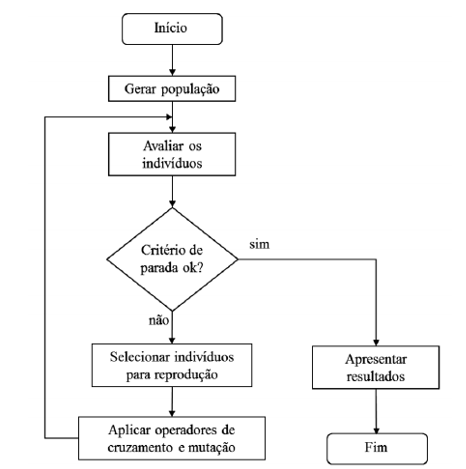 Início
Gerar população
Avaliar os
indivíduos
Critério de
parada ok?
sim
não
Selecionar indivíduos
para reprodução
Apresentar
resultados
Aplicar operadores de
cruzamento e mutação
Fim